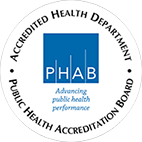 ACCREDITED HEALTH DEPARTMENT
PHAB
Advancing
public health
performance
PUBLIC HEALTH ACCREDITATION BOARD